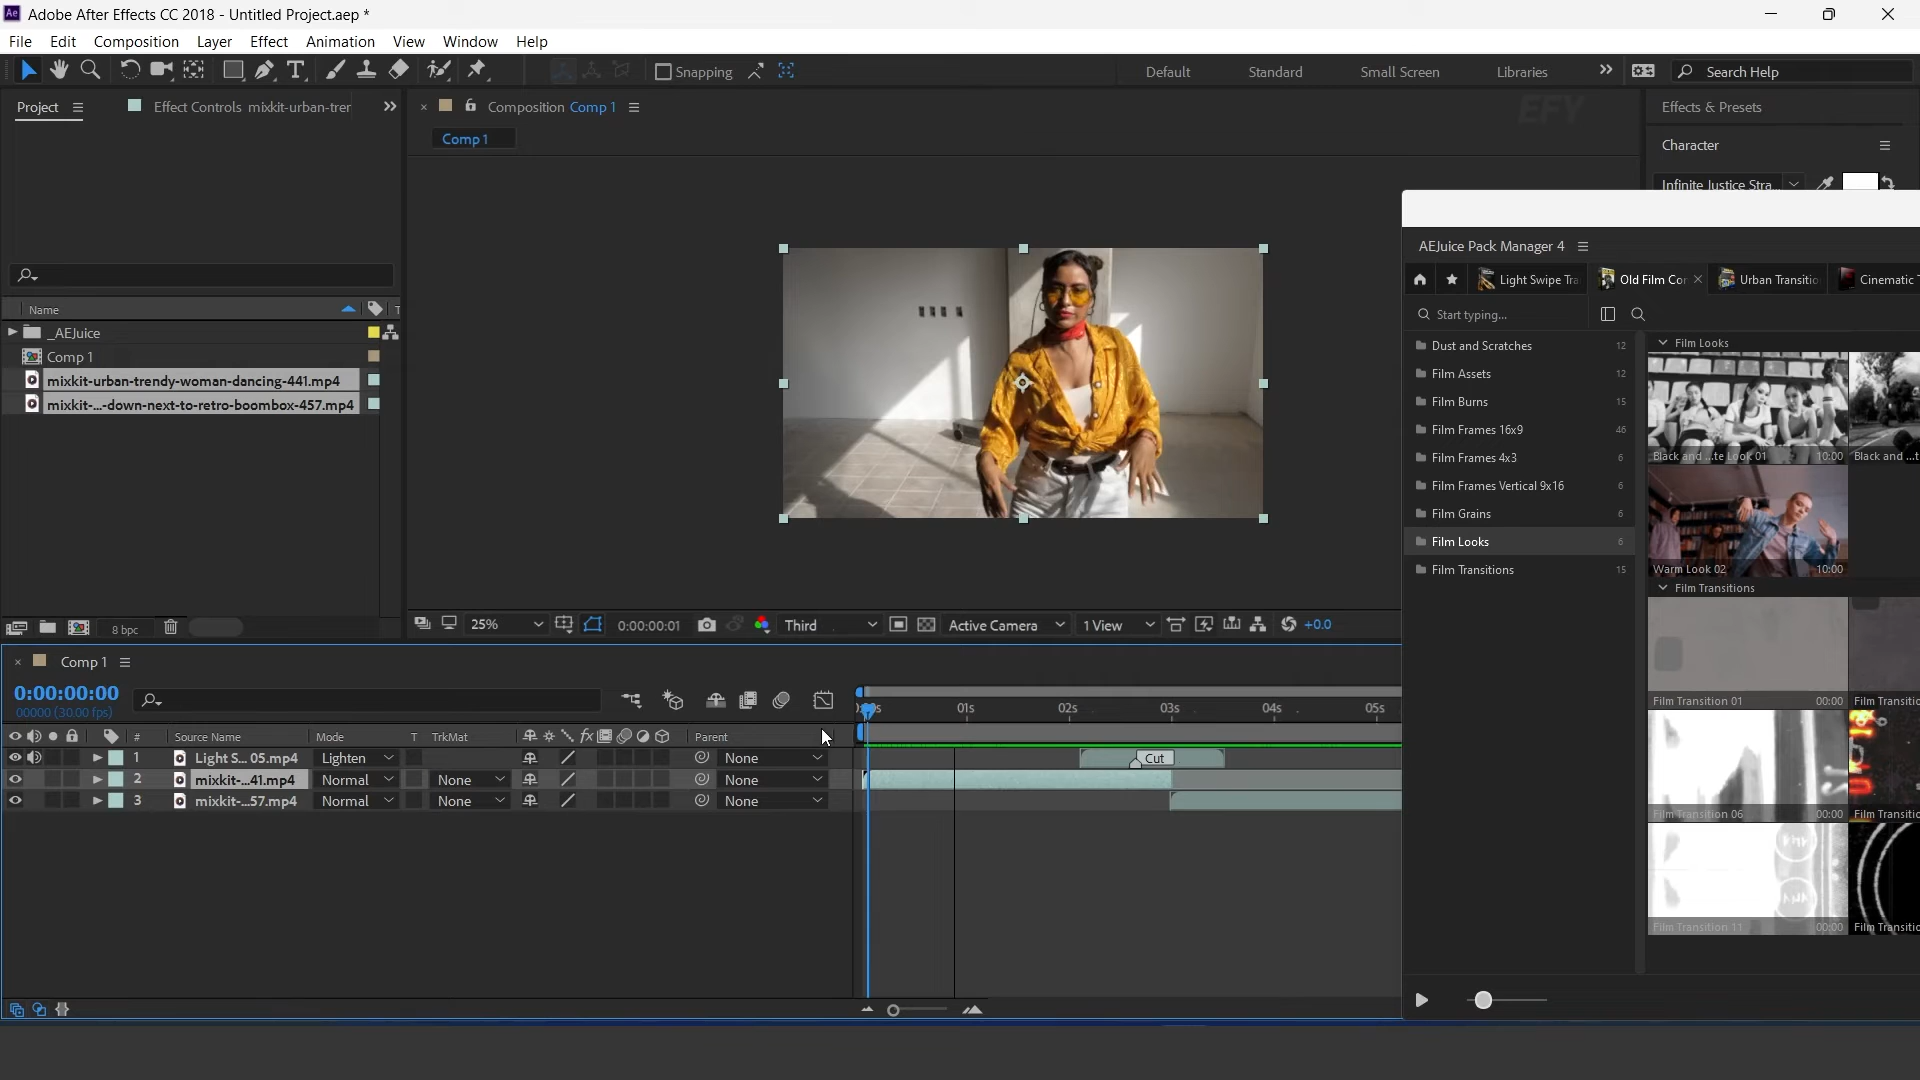 Ae Adobe After Effects CC 2018 - Untitled Project.aep *
File Edit Composition Layer Effect Animation View Window Help
Snapping Default Standard Small Screen Libraries Search Help
Project Effect Controls mixkit-urban-trer
Composition Comp 1
EFY
Effects & Presets
Comp 1
Character
Infinite Justice Stra...
AEJuice Pack Manager 4
Light Swipe Tra Old Film Cor Urban Transitio Cinematic
Start typing...
Name
_AEJuice
Comp 1
mixkit-urban-trendy-woman-dancing-441.mp4
mixkit-...-down-next-to-retro-boombox-457.mp4
8 bpc
Dust and Scratches 12
Film Assets 12
Film Burns 15
Film Frames 16x9 46
Film Frames 4x3 6
Film Frames Vertical 9x16 6
Film Grains 6
Film Looks 6
Film Transitions 15
Film Looks
Black and ...te Look 01 10:00 Black and ...t
Warm Look 02 10:00
Film Transitions
Film Transition 01 00:00 Film Transitic
Film Transition 06 00:00 Film Transitic
Film Transition 11 00:00 Film Transitic
25% 0:00:00:01 Third Active Camera 1 View +0.0
Comp 1
0:00:00:00
00000 (30.00 fps)
01s 02s 03s 04s 05s
# Source Name Mode T TrkMat fx Parent
1 Light S... 05.mp4 Lighten None Cut
2 mixkit-...41.mp4 Normal None None
3 mixkit-...57.mp4 Normal None None